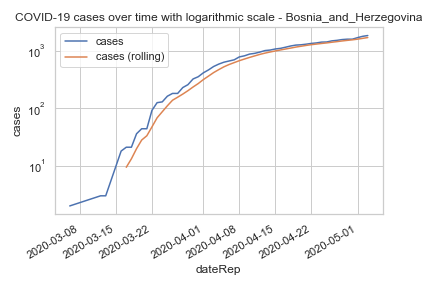 COVID-19 cases over time with logarithmic scale - Bosnia_and_Herzegovina
cases
cases (rolling)
10³
10²
10¹
cases
2020-03-08
2020-03-15
2020-03-22
2020-04-01
2020-04-08
2020-04-15
2020-04-22
2020-05-01
dateRep